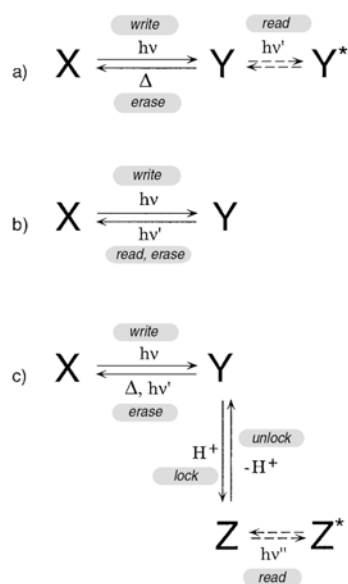 write read
hν hν'
a) X Y Y*
Δ
erase
write
hν
b) X Y
hν'
read, erase
write
hν
c) X Y
Δ, hν'
erase
H+ unlock
lock -H+
Z Z*
hν"
read